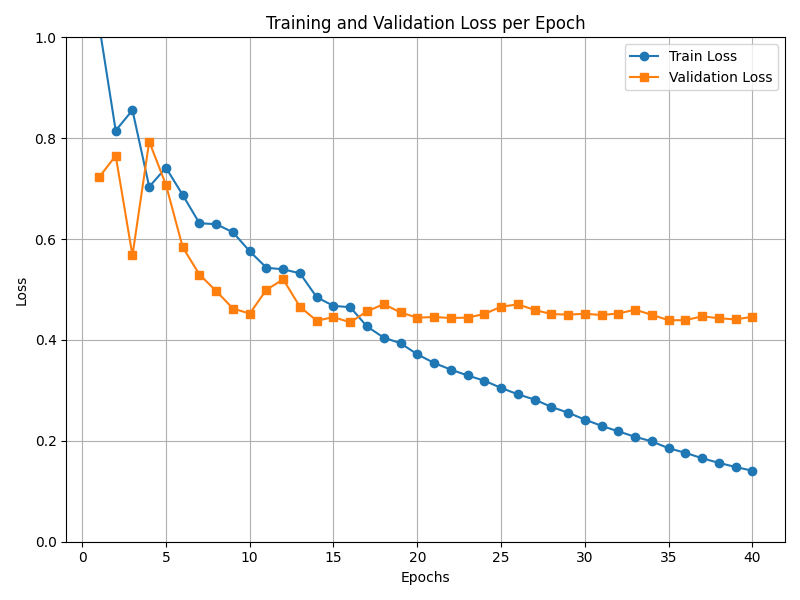 Training and Validation Loss per Epoch
Train Loss
Validation Loss
Loss
1.0
0.8
0.6
0.4
0.2
0.0
0 5 10 15 20 25 30 35 40
Epochs